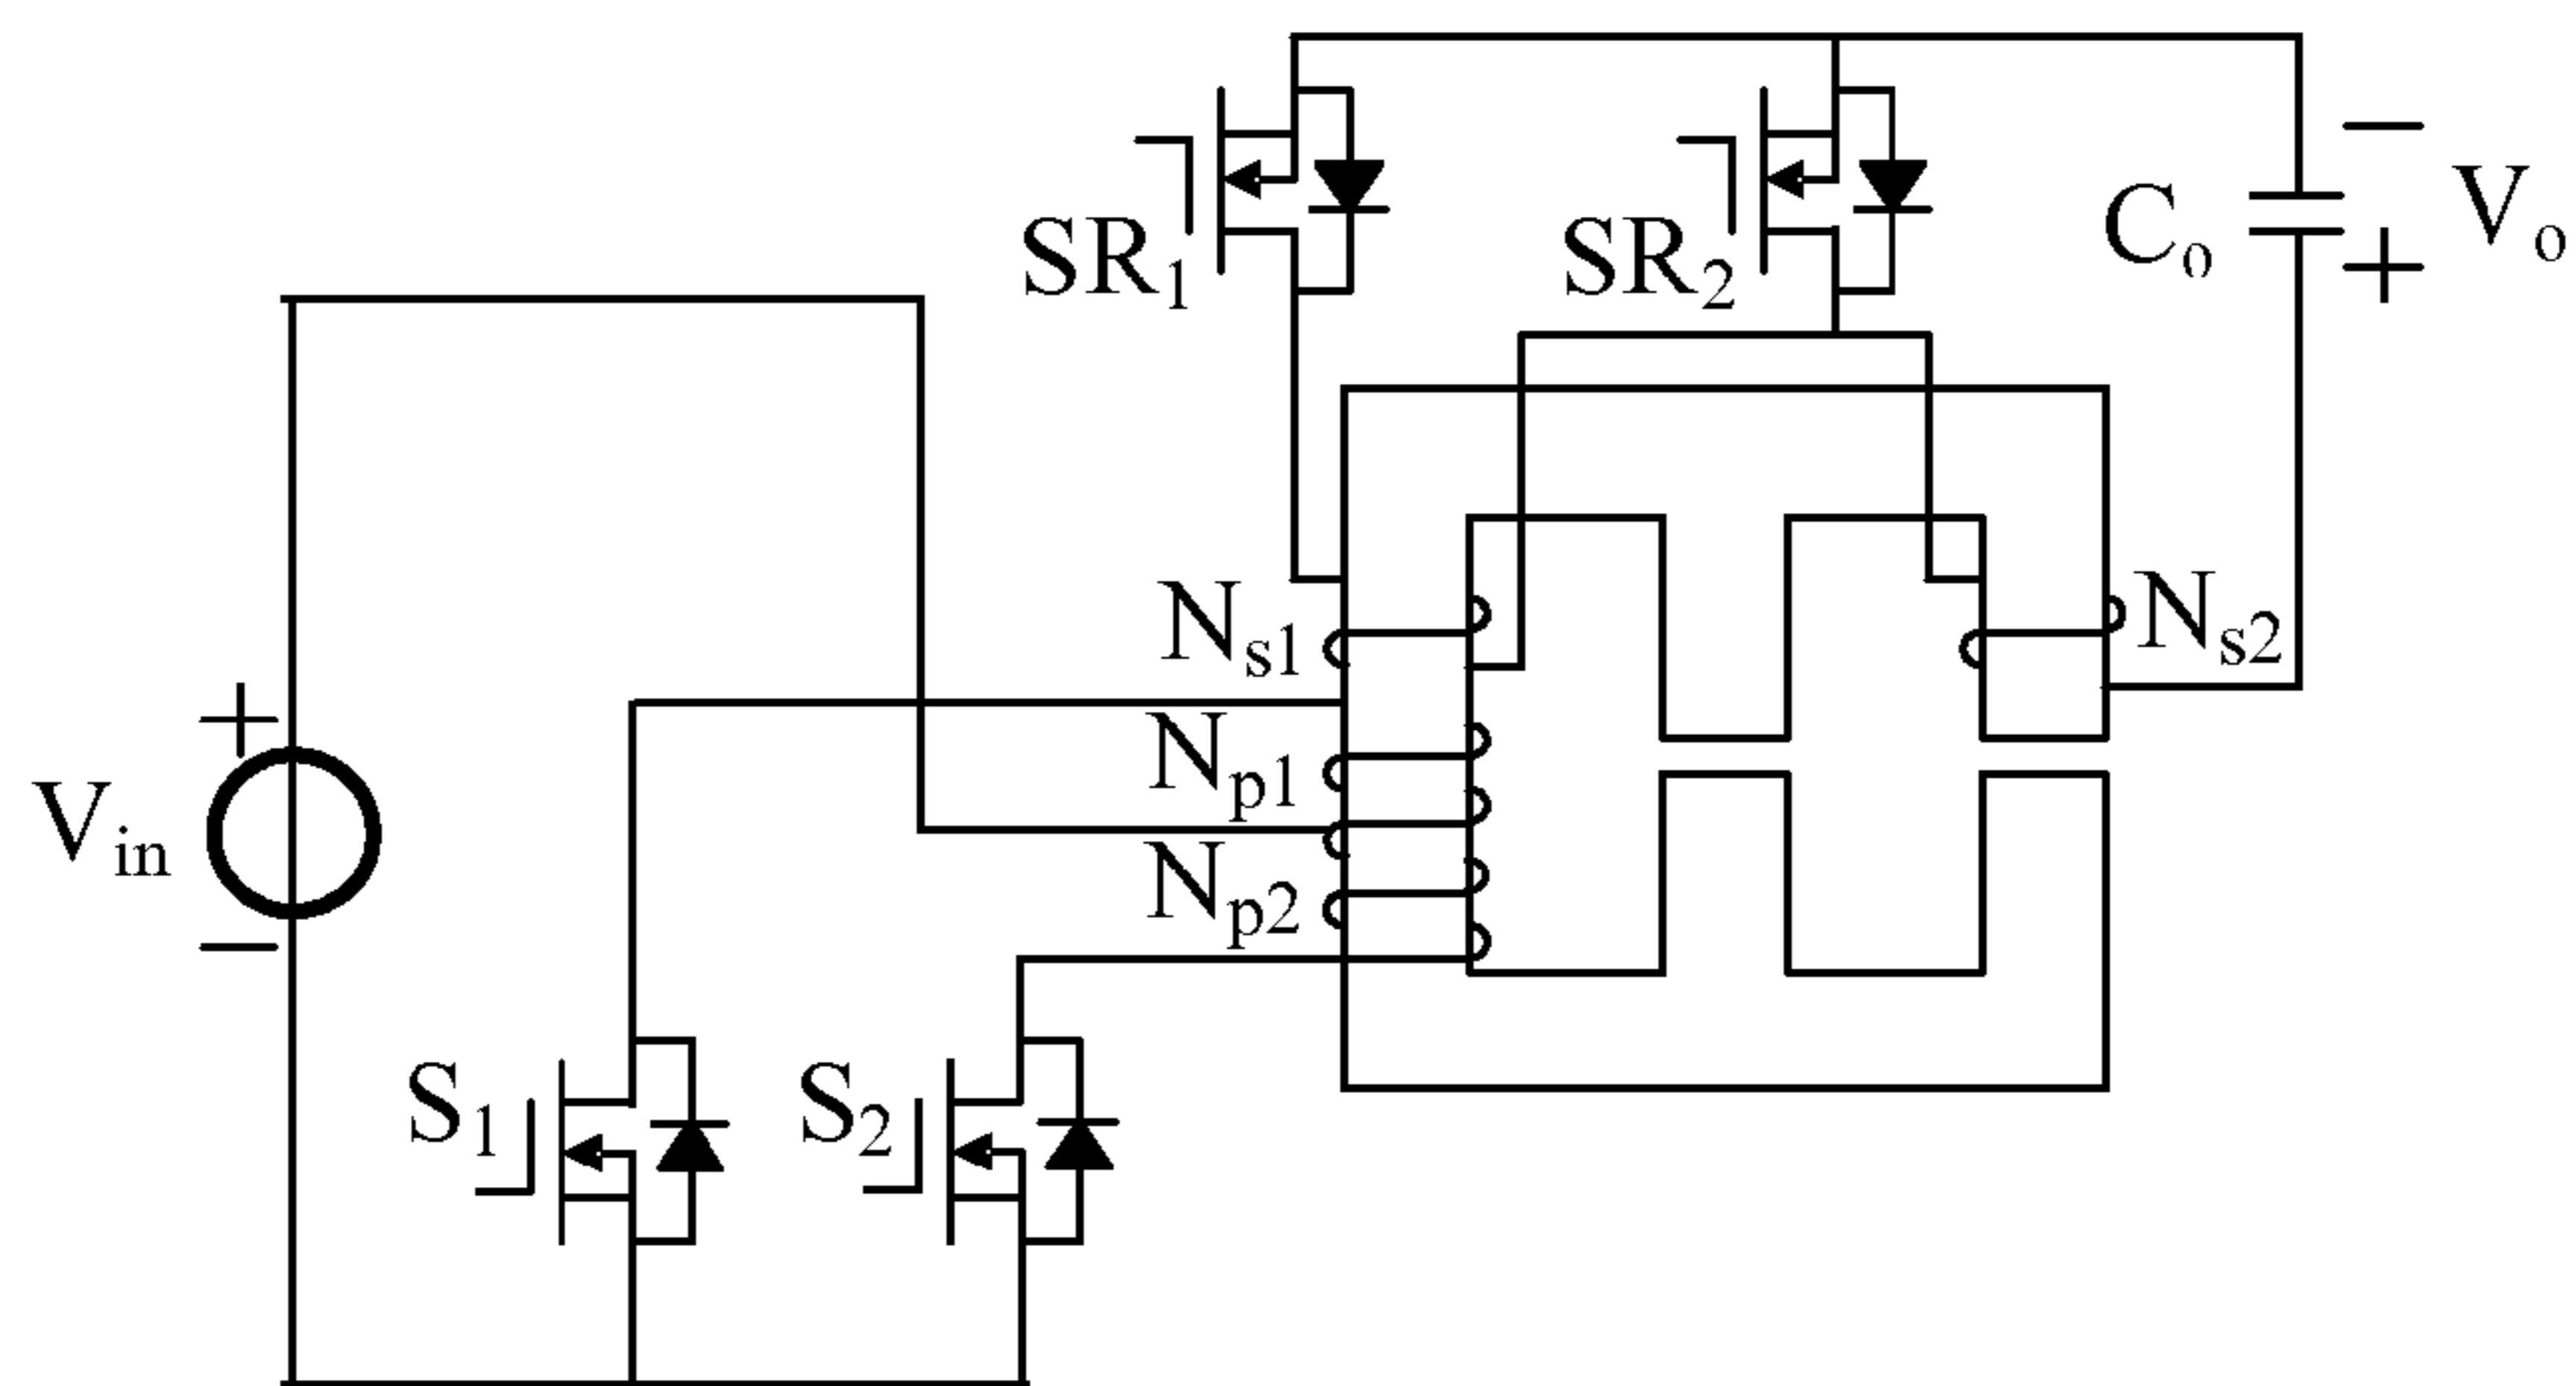 SR₁
SR₂
Cₒ
−
Vₒ
+
Nₛ₁
Nₛ₂
+
Nₚ₁
Vᵢₙ
Nₚ₂
−
S₁
S₂